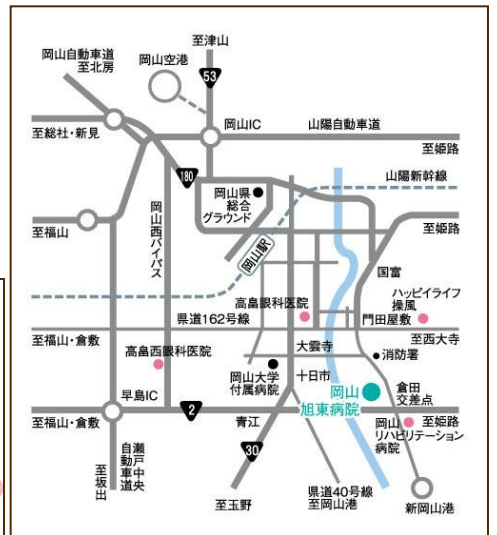 至津山
岡山自動車道
至北房
岡山空港
53
至総社・新見
岡山IC
山陽自動車道
至姫路
180
山陽新幹線
岡山県
総合
グラウンド
岡山西バイパス
至福山
岡山駅
至姫路
国富
ハッピイライフ
操風
高畠眼科医院
門田屋敷
県道162号線
至福山・倉敷
至西大寺
大雲寺
消防署
高畠西眼科医院
岡山大学
付属病院
十日市
岡山
旭東病院
倉田
交差点
早島IC
2
至福山・倉敷
青江
至姫路
岡山
リハビリテーション
病院
瀬戸中央
自動車道
至坂出
30
至玉野
県道40号線
至岡山港
新岡山港